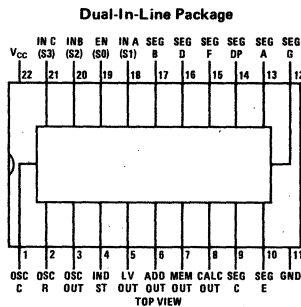 Dual-In-Line Package
IN C INB EN IN A SEG SEG SEG SEG SEG SEG
VCC (S3) (S2) (S0) (S1) B D F DP A G
22 21 20 19 18 17 16 15 14 13 12
1 2 3 4 5 6 7 8 9 10 11
OSC OSC OSC IND LV ADD MEM CALC SEG SEG GND
C R OUT ST OUT OUT OUT OUT C E
TOP VIEW